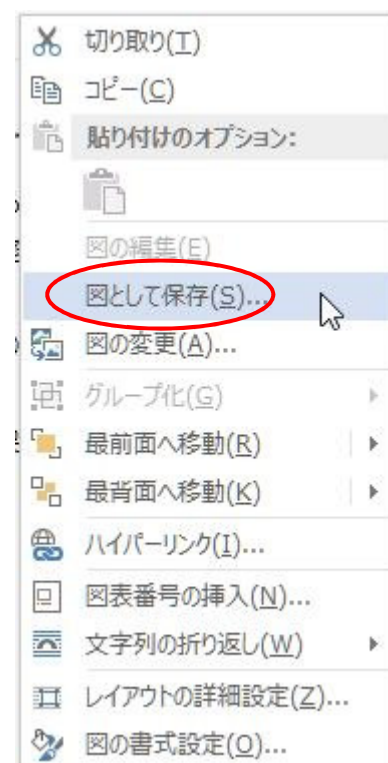 切り取り(T)
コピー(C)
貼り付けのオプション:
図の編集(E)
図として保存(S)...
図の変更(A)...
グループ化(G)
最前面へ移動(R)
最背面へ移動(K)
ハイパーリンク(I)...
図表番号の挿入(N)...
文字列の折り返し(W)
レイアウトの詳細設定(Z)...
図の書式設定(O)...